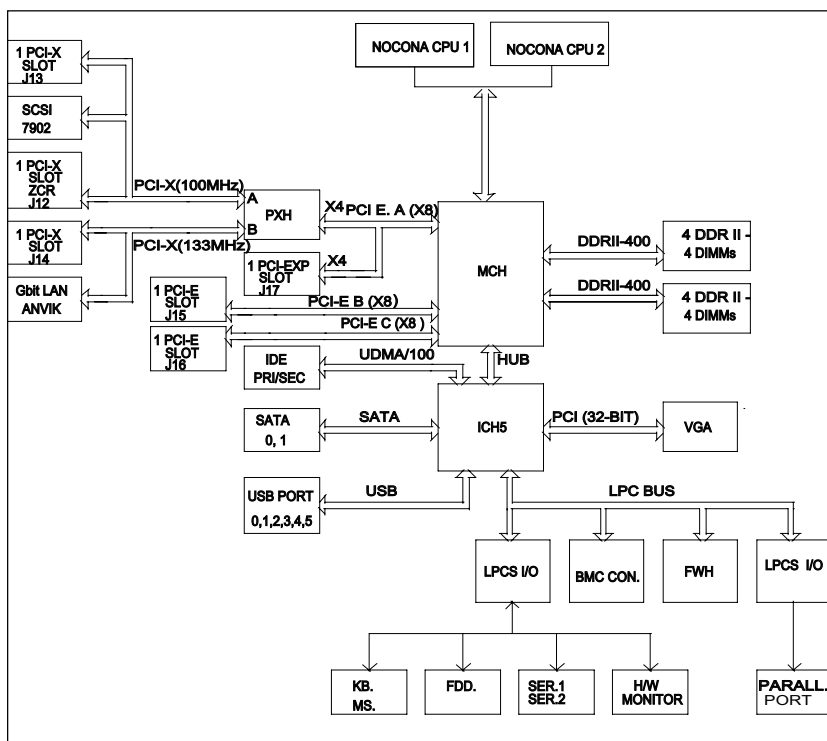 NOCONA CPU 1
NOCONA CPU 2
1 PCI-X
SLOT
J13
SCSI
7902
1 PCI-X
SLOT
ZCR
J12
PCI-X(100MHz)
A
PXH
B
X4
PCI E. A (X8)
1 PCI-X
SLOT
J14
PCI-X(133MHz)
Gbit LAN
ANVIK
1 PCI-EXP
SLOT
J17
X4
MCH
DDRII-400
4 DDR II -
4 DIMMs
DDRII-400
4 DDR II -
4 DIMMs
1 PCI-E
SLOT
J15
PCI-E B (X8)
1 PCI-E
SLOT
J16
PCI-E C (X8 )
IDE
PRI/SEC
UDMA/100
HUB
SATA
0, 1
SATA
ICH5
PCI (32-BIT)
VGA
USB PORT
0,1,2,3,4,5
USB
LPC BUS
LPCS I/O
BMC CON.
FWH
LPCS I/O
KB.
MS.
FDD.
SER.1
SER.2
H/W
MONITOR
PARALL.
PORT